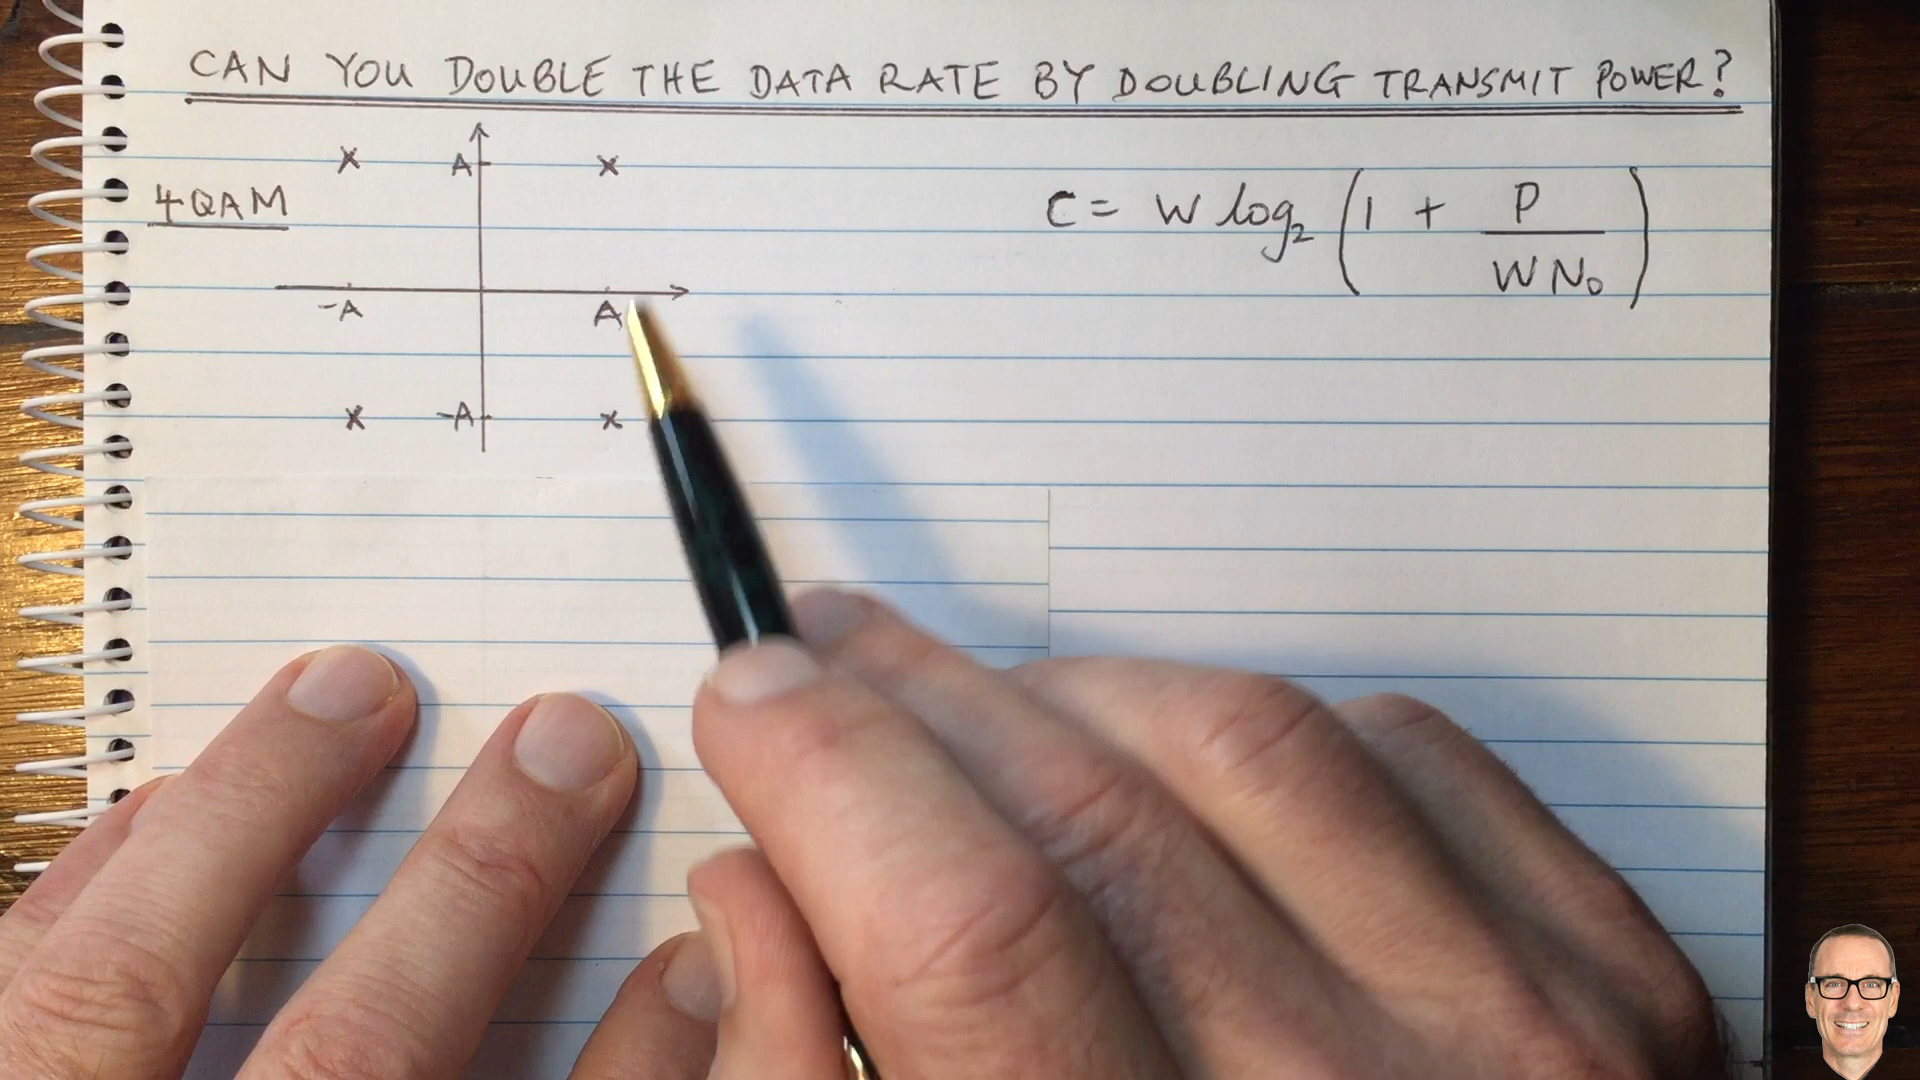 CAN YOU DOUBLE THE DATA RATE BY DOUBLING TRANSMIT POWER?
4QAM
A
-A
A
-A
C = W log₂ (1 + P / WN₀)